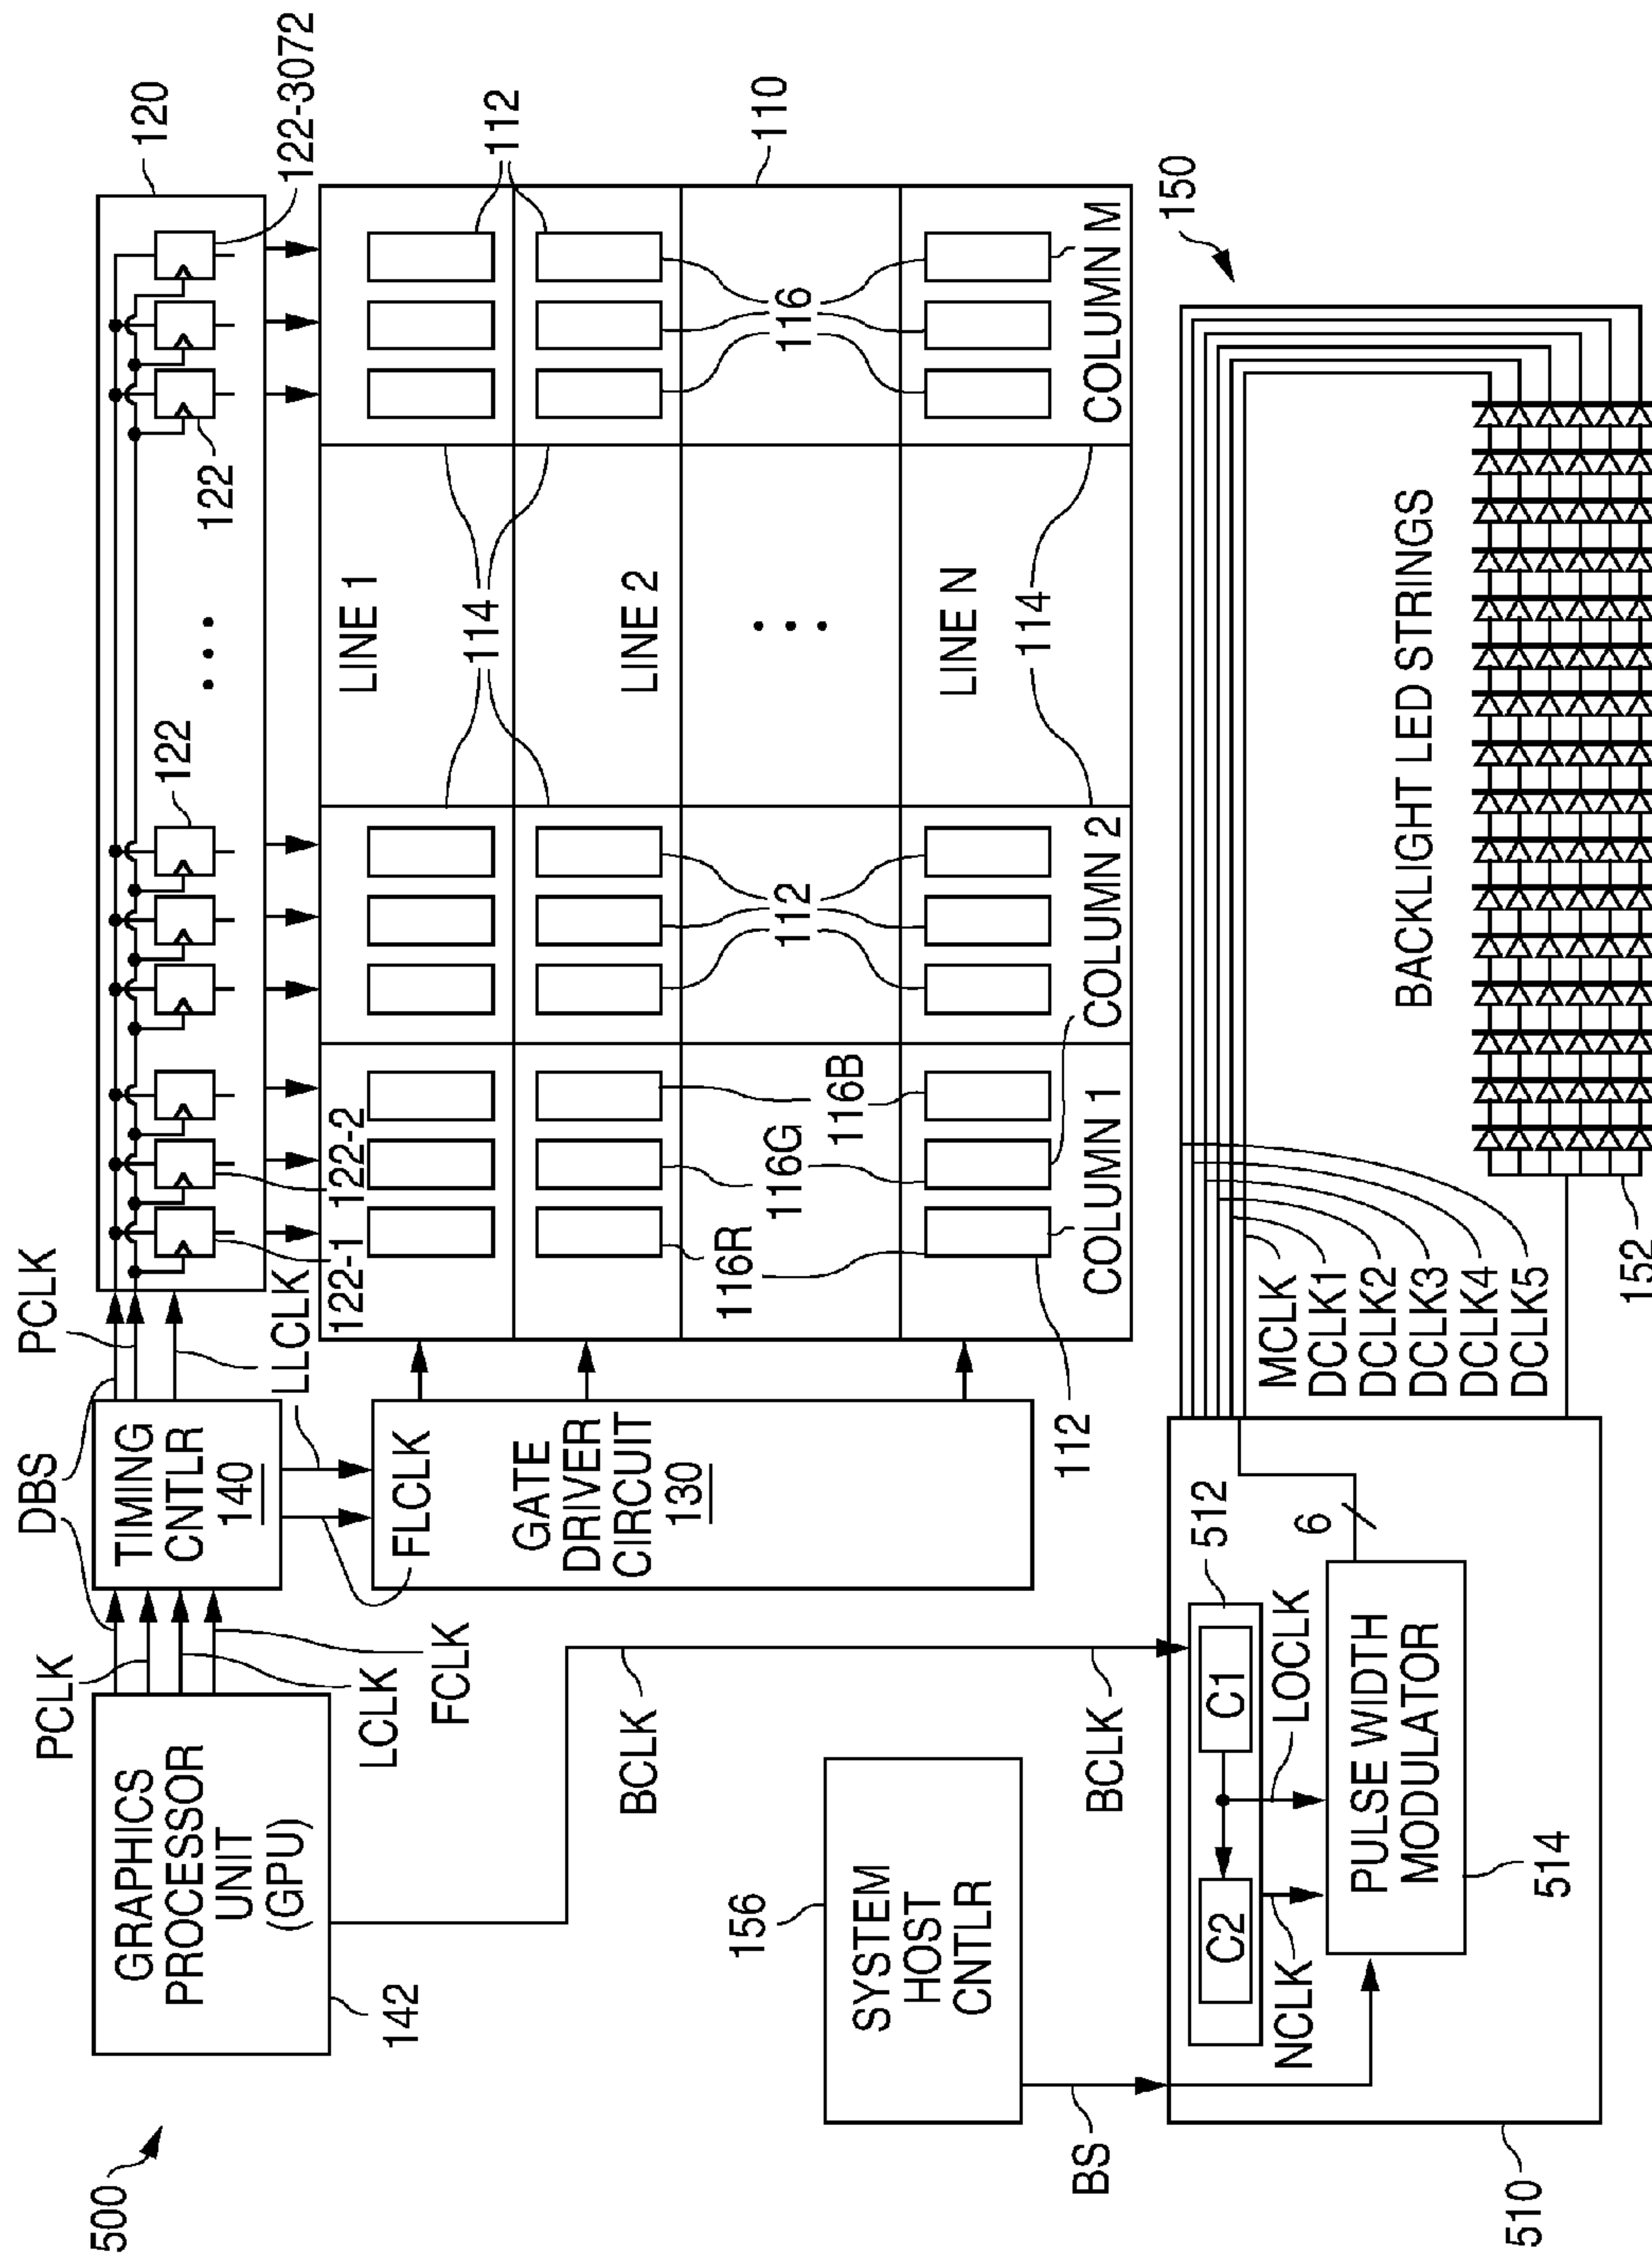 500
PCLK
DBS
PCLK
120
122-3072
GRAPHICS
PROCESSOR
UNIT
(GPU)
142
LCLK
FCLK
TIMING
CNTLR
140
LLCLK
122-1
122-2
122
122
112
FLCLK
GATE
DRIVER
CIRCUIT
130
LINE 1
114
LINE 2
LINE N
114
110
116R
116G
116B
112
116
112
COLUMN 1
COLUMN 2
COLUMN M
BCLK
BCLK
156
SYSTEM
HOST
CNTLR
BS
510
512
C1
C2
LOCLK
NCLK
PULSE WIDTH
MODULATOR
514
6
150
MCLK
DCLK1
DCLK2
DCLK3
DCLK4
DCLK5
BACKLIGHT LED STRINGS
152